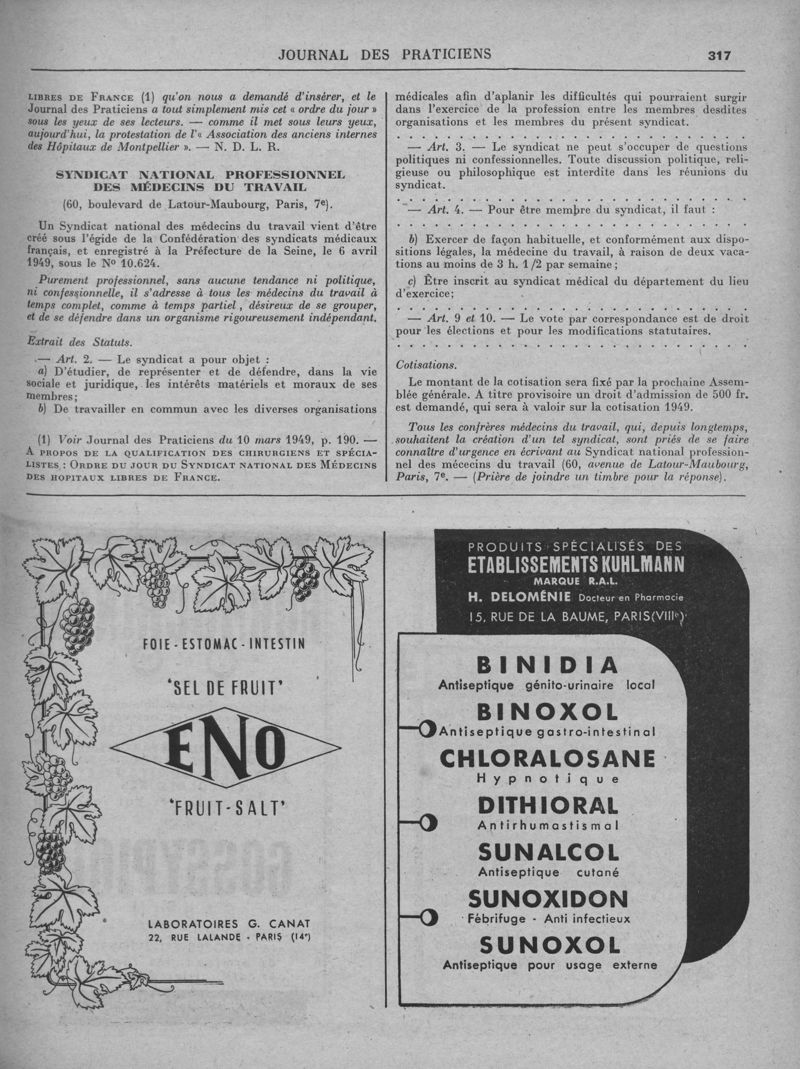 JOURNAL DES PRATICIENS 317
LIBRES DE FRANCE (1) qu'on nous a demandé d'insérer, et le
Journal des Praticiens a tout simplement mis cet « ordre du jour »
sous les yeux de ses lecteurs. — comme il met sous leurs yeux,
aujourd'hui, la protestation de l'« Association des anciens internes
des Hôpitaux de Montpellier ». — N. D. L. R.
SYNDICAT NATIONAL PROFESSIONNEL
DES MÉDECINS DU TRAVAIL
(60, boulevard de Latour-Maubourg, Paris, 7e).
Un Syndicat national des médecins du travail vient d'être
créé sous l'égide de la Confédération des syndicats médicaux
français, et enregistré à la Préfecture de la Seine, le 6 avril
1949, sous le No 10.624.
Purement professionnel, sans aucune tendance ni politique,
ni confessionnelle, il s'adresse à tous les médecins du travail à
temps complet, comme à temps partiel, désireux de se grouper,
et de se défendre dans un organisme rigoureusement indépendant.
Extrait des Statuts.
— Art. 2. — Le syndicat a pour objet :
a) D'étudier, de représenter et de défendre, dans la vie
sociale et juridique, les intérêts matériels et moraux de ses
membres;
b) De travailler en commun avec les diverses organisations
(1) Voir Journal des Praticiens du 10 mars 1949, p. 190. —
A PROPOS DE LA QUALIFICATION DES CHIRURGIENS ET SPÉCIA-
LISTES : ORDRE DU JOUR DU SYNDICAT NATIONAL DES MÉDECINS
DES HOPITAUX LIBRES DE FRANCE.
médicales afin d'aplanir les difficultés qui pourraient surgir
dans l'exercice de la profession entre les membres desdites
organisations et les membres du présent syndicat.
— Art. 3. — Le syndicat ne peut s'occuper de questions
politiques ni confessionnelles. Toute discussion politique, reli-
gieuse ou philosophique est interdite dans les réunions du
syndicat.
— Art. 4. — Pour être membre du syndicat, il faut :
b) Exercer de façon habituelle, et conformément aux dispo-
sitions légales, la médecine du travail, à raison de deux vaca-
tions au moins de 3 h. 1/2 par semaine;
c) Être inscrit au syndicat médical du département du lieu
d'exercice;
— Art. 9 et 10. — Le vote par correspondance est de droit
pour les élections et pour les modifications statutaires.
Cotisations.
Le montant de la cotisation sera fixé par la prochaine Assem-
blée générale. A titre provisoire un droit d'admission de 500 fr.
est demandé, qui sera à valoir sur la cotisation 1949.
Tous les confrères médecins du travail, qui, depuis longtemps,
souhaitent la création d'un tel syndicat, sont priés de se faire
connaître d'urgence en écrivant au Syndicat national profession-
nel des mécecins du travail (60, avenue de Latour-Maubourg,
Paris, 7e. — (Prière de joindre un timbre pour la réponse).
FOIE - ESTOMAC - INTESTIN
'SEL DE FRUIT'
ENO
'FRUIT-SALT'
LABORATOIRES G. CANAT
22, RUE LALANDE - PARIS (14e)
PRODUITS SPÉCIALISÉS DES
ETABLISSEMENTS KUHLMANN
MARQUE R.A.L.
H. DELOMÉNIE Docteur en Pharmacie
15, RUE DE LA BAUME, PARIS (VIIIe)
BINIDIA
Antiseptique génito-urinaire local
BINOXOL
Antiseptique gastro-intestinal
CHLORALOSANE
Hypnotique
DITHIORAL
Antirhumastismal
SUNALCOL
Antiseptique cutané
SUNOXIDON
Fébrifuge - Anti infectieux
SUNOXOL
Antiseptique pour usage externe